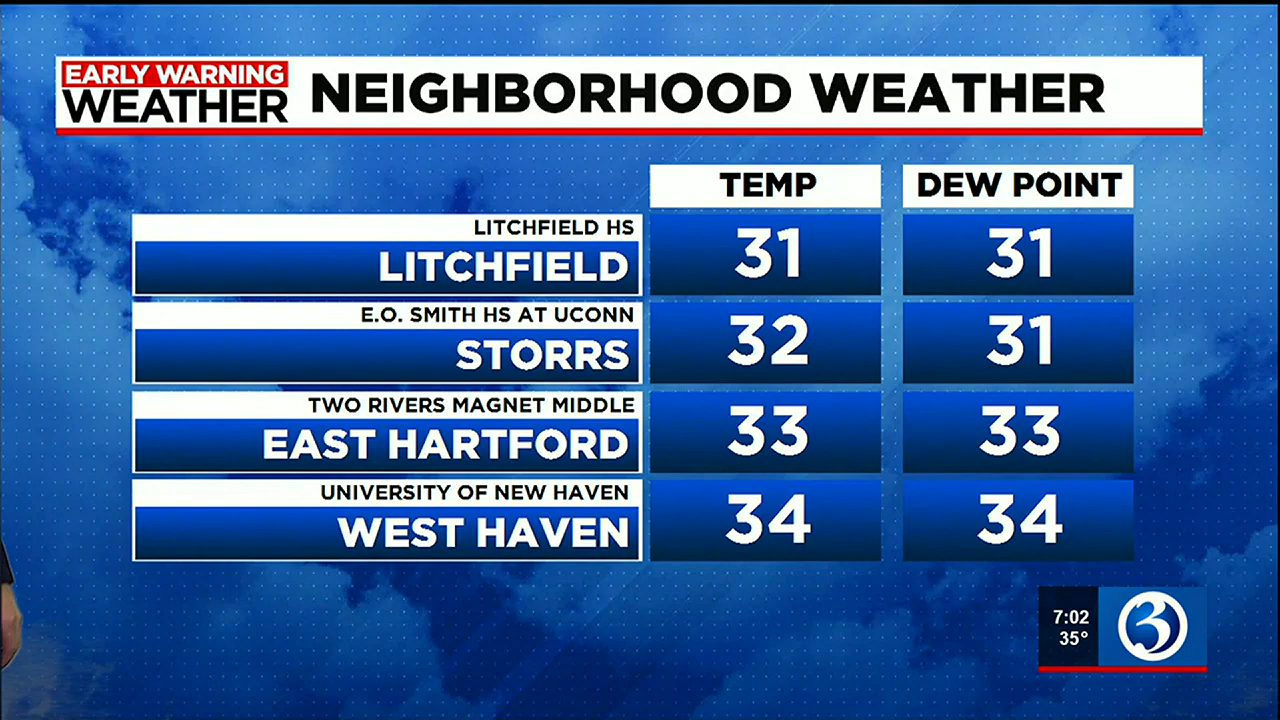 EARLY WARNING
WEATHER
NEIGHBORHOOD WEATHER
TEMP DEW POINT
LITCHFIELD HS
LITCHFIELD 31 31
E.O. SMITH HS AT UCONN
STORRS 32 31
TWO RIVERS MAGNET MIDDLE
EAST HARTFORD 33 33
UNIVERSITY OF NEW HAVEN
WEST HAVEN 34 34
7:02
35°
3